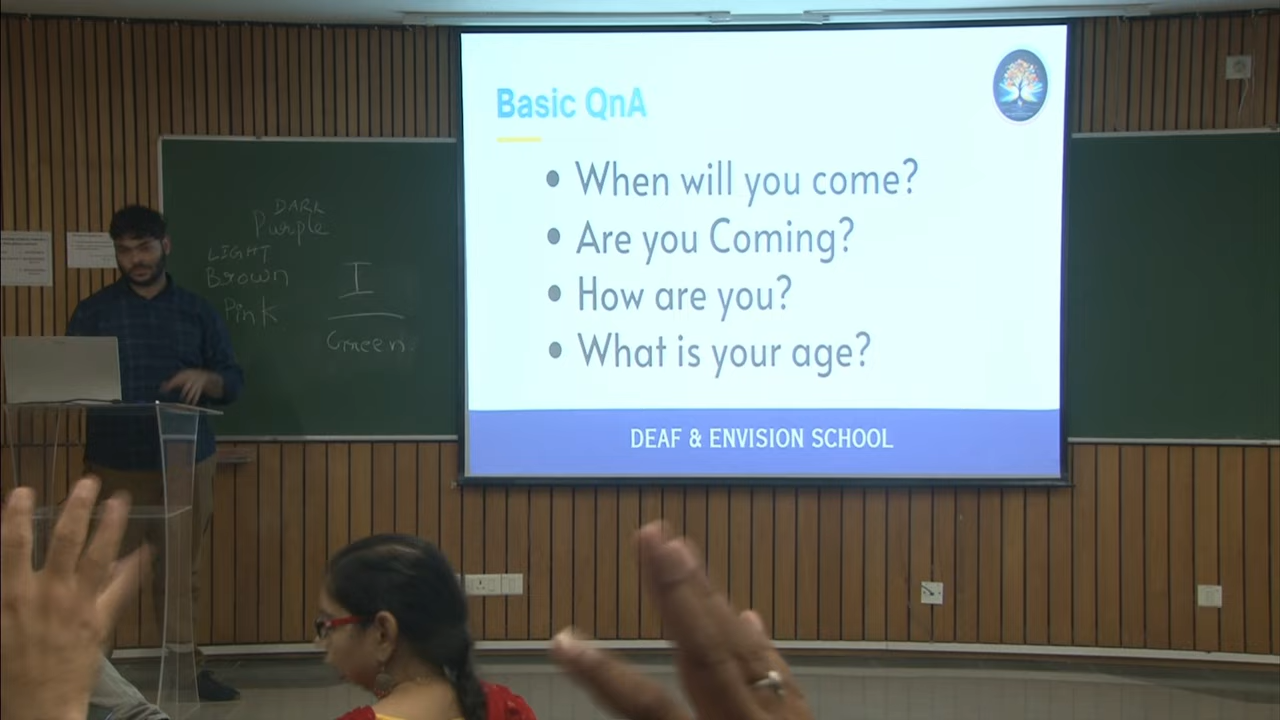 Basic QnA
• When will you come?
• Are you Coming?
• How are you?
• What is your age?
DEAF & ENVISION SCHOOL
DARK
Purple
LIGHT
Brown
Pink
I
Green